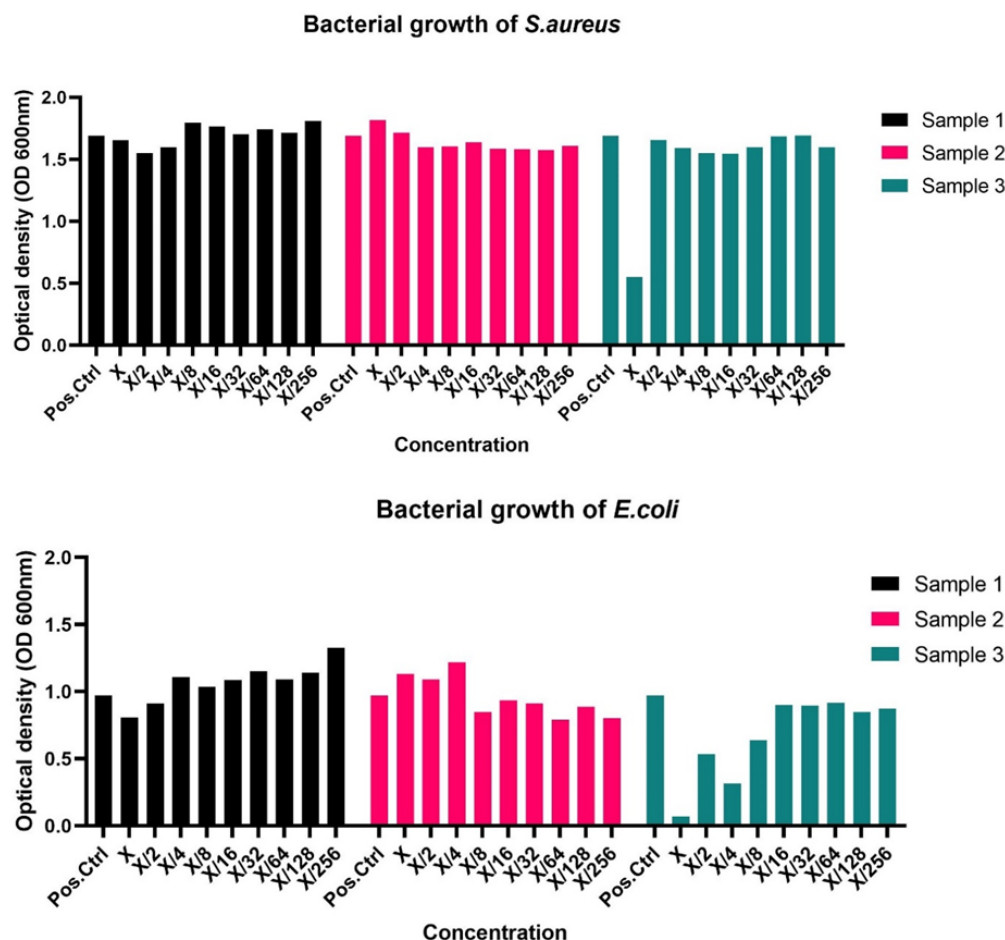 Bacterial growth of S.aureus
Optical density (OD 600nm)
2.0
1.5
1.0
0.5
0.0
Pos.Ctrl
X
X/2
X/4
X/8
X/16
X/32
X/64
X/128
X/256
Pos.Ctrl
X
X/2
X/4
X/8
X/16
X/32
X/64
X/128
X/256
Pos.Ctrl
X
X/2
X/4
X/8
X/16
X/32
X/64
X/128
X/256
Concentration
Sample 1
Sample 2
Sample 3
Bacterial growth of E.coli
Optical density (OD 600nm)
2.0
1.5
1.0
0.5
0.0
Pos.Ctrl
X
X/2
X/4
X/8
X/16
X/32
X/64
X/128
X/256
Pos.Ctrl
X
X/2
X/4
X/8
X/16
X/32
X/64
X/128
X/256
Pos.Ctrl
X
X/2
X/4
X/8
X/16
X/32
X/64
X/128
X/256
Concentration
Sample 1
Sample 2
Sample 3